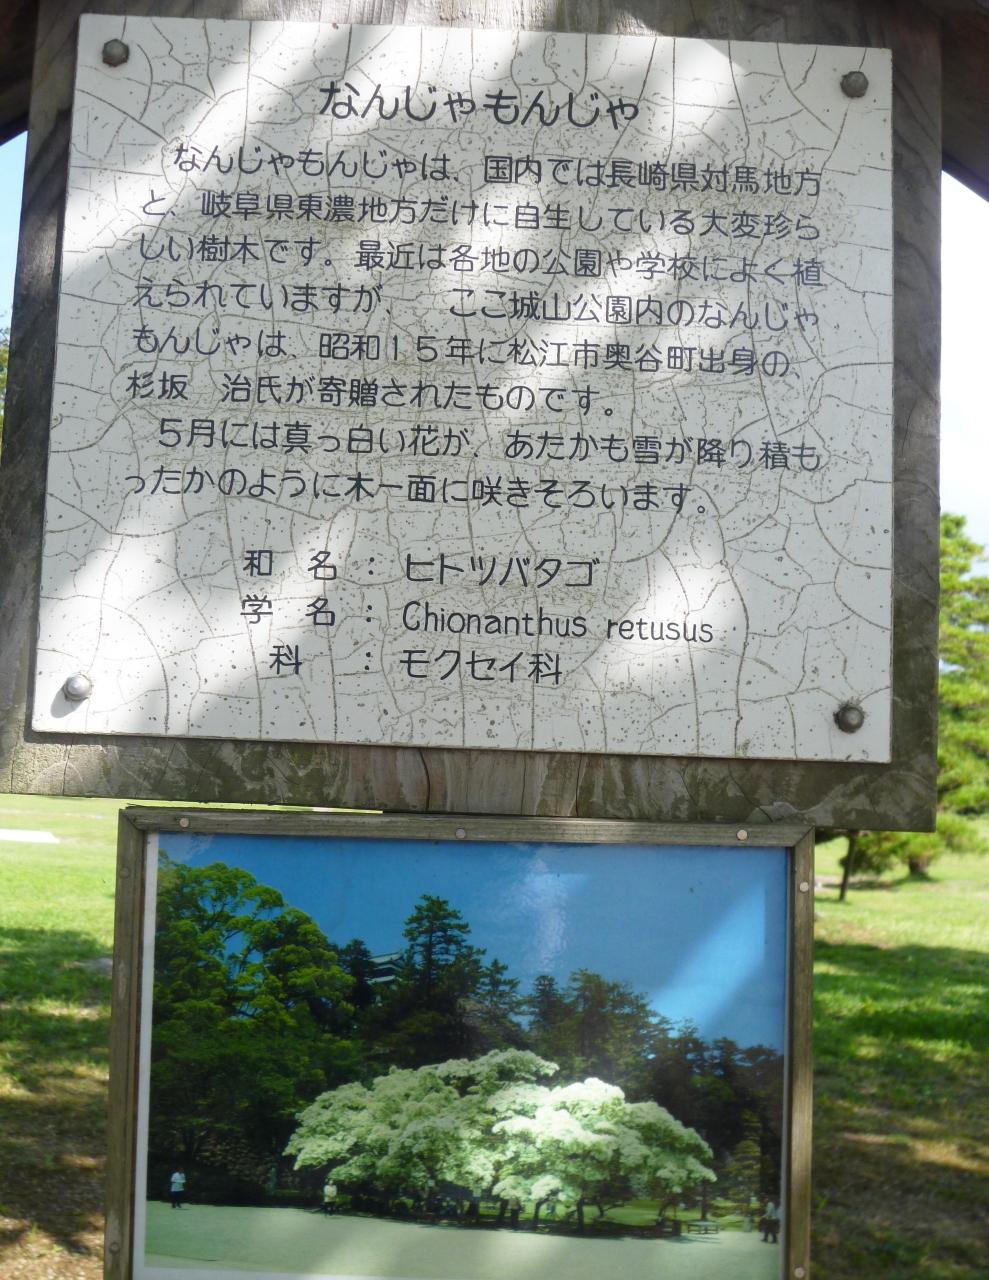 なんじゃもんじゃ
なんじゃもんじゃは、国内では長崎県対馬地方
と、岐阜県東濃地方だけに自生している大変珍ら
しい樹木です。最近は各地の公園や学校によく植
えられていますが、 ここ城山公園内のなんじゃ
もんじゃは、昭和15年に松江市奥谷町出身の
杉坂 治氏が寄贈されたものです。
5月には真っ白い花が、あたかも雪が降り積も
ったかのように木一面に咲きそろいます。
和 名 : ヒトツバタゴ
学 名 : Chionanthus retusus
科 : モクセイ科